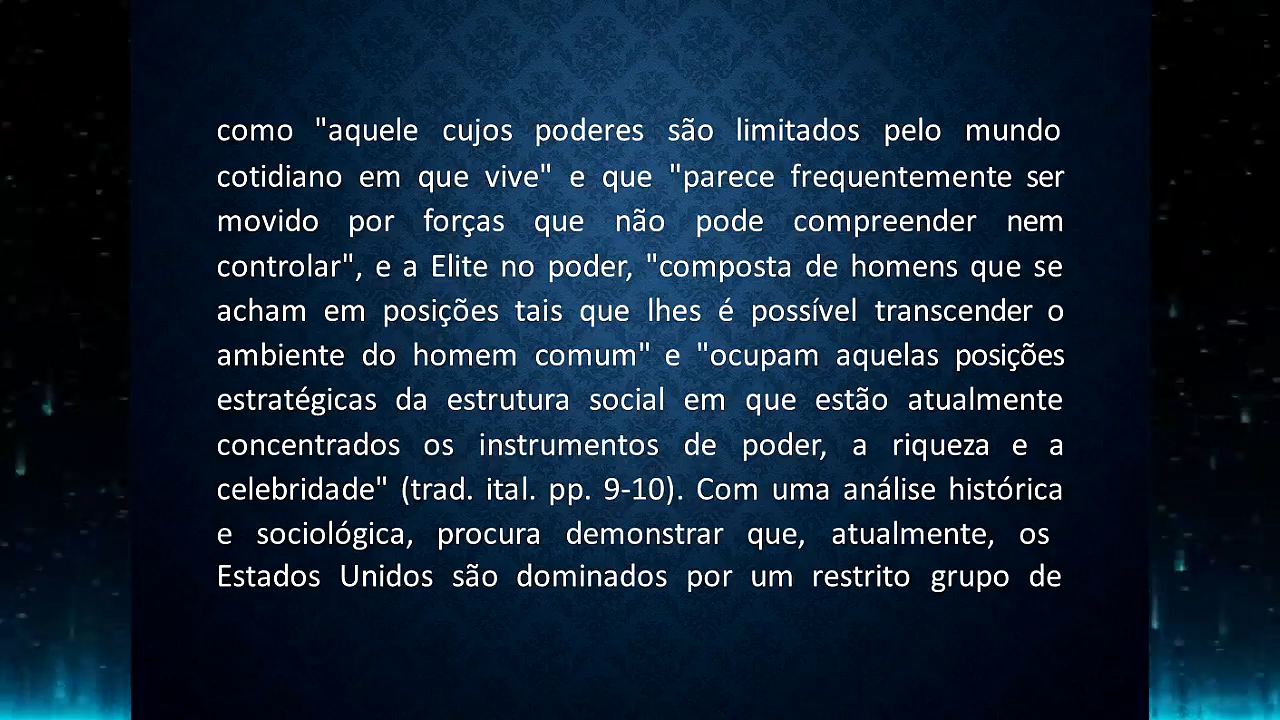 como "aquele cujos poderes são limitados pelo mundo
cotidiano em que vive" e que "parece frequentemente ser
movido por forças que não pode compreender nem
controlar", e a Elite no poder, "composta de homens que se
acham em posições tais que lhes é possível transcender o
ambiente do homem comum" e "ocupam aquelas posições
estratégicas da estrutura social em que estão atualmente
concentrados os instrumentos de poder, a riqueza e a
celebridade" (trad. ital. pp. 9-10). Com uma análise histórica
e sociológica, procura demonstrar que, atualmente, os
Estados Unidos são dominados por um restrito grupo de